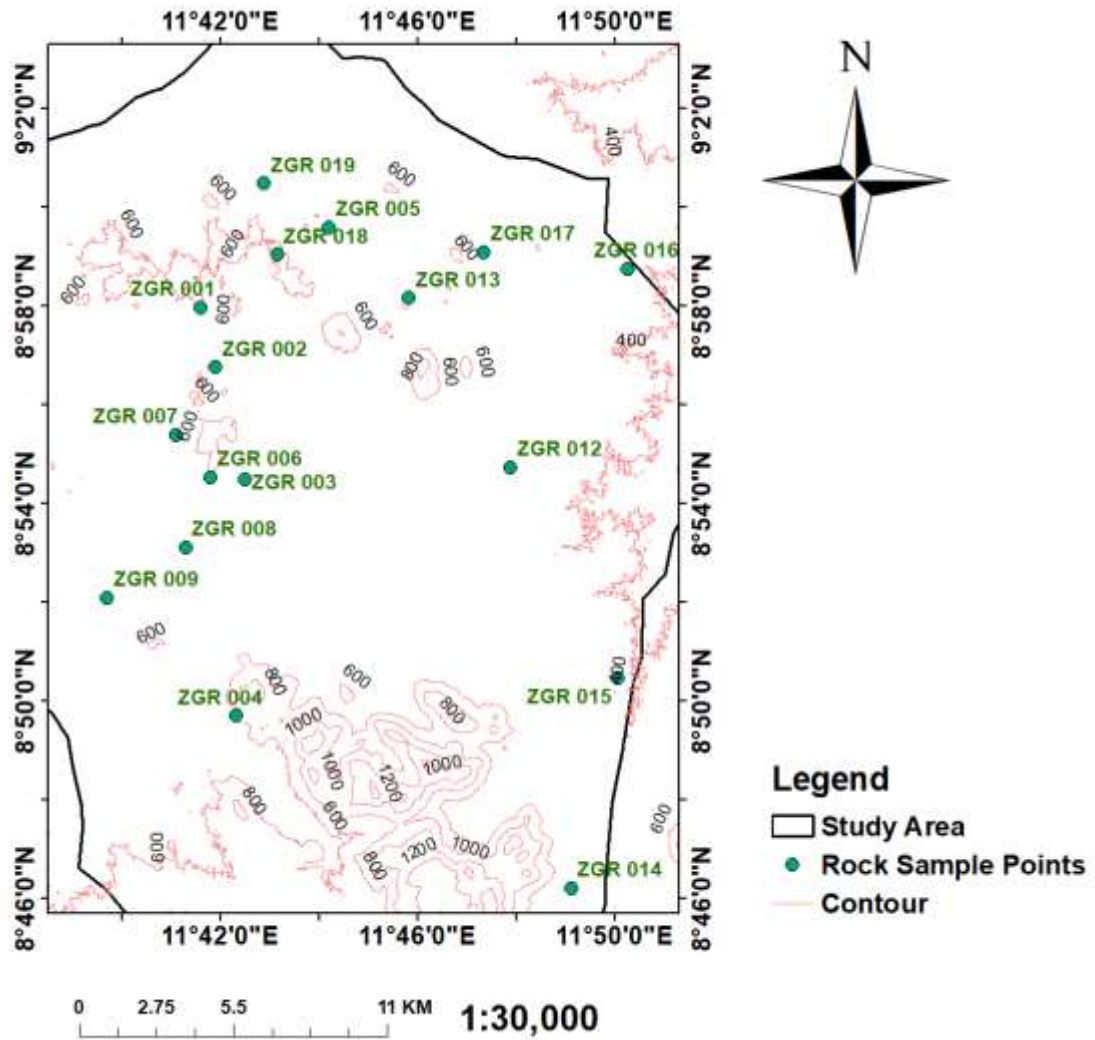 11°42'0"E 11°46'0"E 11°50'0"E
N
9°2'0"N 9°2'0"N
400
ZGR 019
600
600
ZGR 005
600
600
ZGR 018
600
ZGR 017
ZGR 016
ZGR 013
600
ZGR 001
600
8°58'0"N 8°58'0"N
600
400
ZGR 002
800
600
600
600
ZGR 007
600
ZGR 012
ZGR 006
ZGR 003
8°54'0"N 8°54'0"N
ZGR 008
ZGR 009
600
800
600
ZGR 004
ZGR 015
8°50'0"N 8°50'0"N
800
1000
1000
1200
1000
800
600
600
600
1200
1000
800
ZGR 014
8°46'0"N 8°46'0"N
11°42'0"E 11°46'0"E 11°50'0"E
Legend
Study Area
Rock Sample Points
Contour
0 2.75 5.5 11 KM
1:30,000